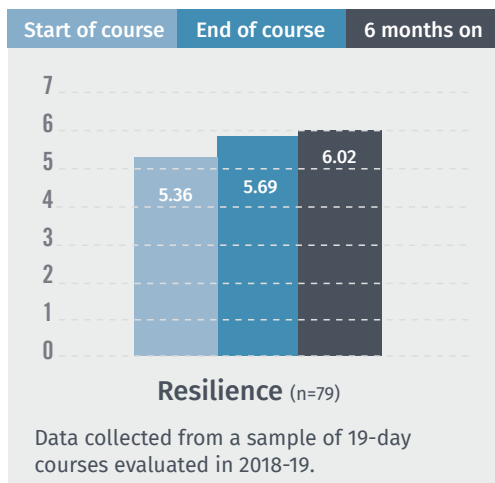 Start of course End of course 6 months on
7
6
5
4
3
2
1
0
5.36 5.69 6.02
Resilience (n=79)
Data collected from a sample of 19-day
courses evaluated in 2018-19.